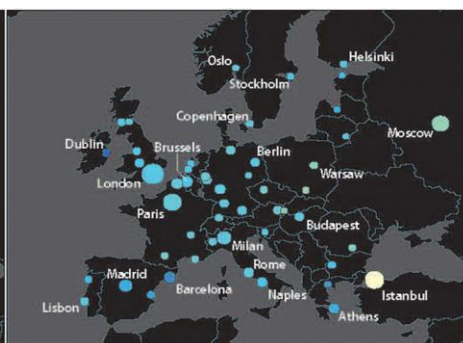 Oslo
Helsinki
Stockholm
Copenhagen
Moscow
Dublin
Brussels
Berlin
Warsaw
London
Paris
Budapest
Milan
Madrid
Rome
Lisbon
Barcelona
Naples
Istanbul
Athens